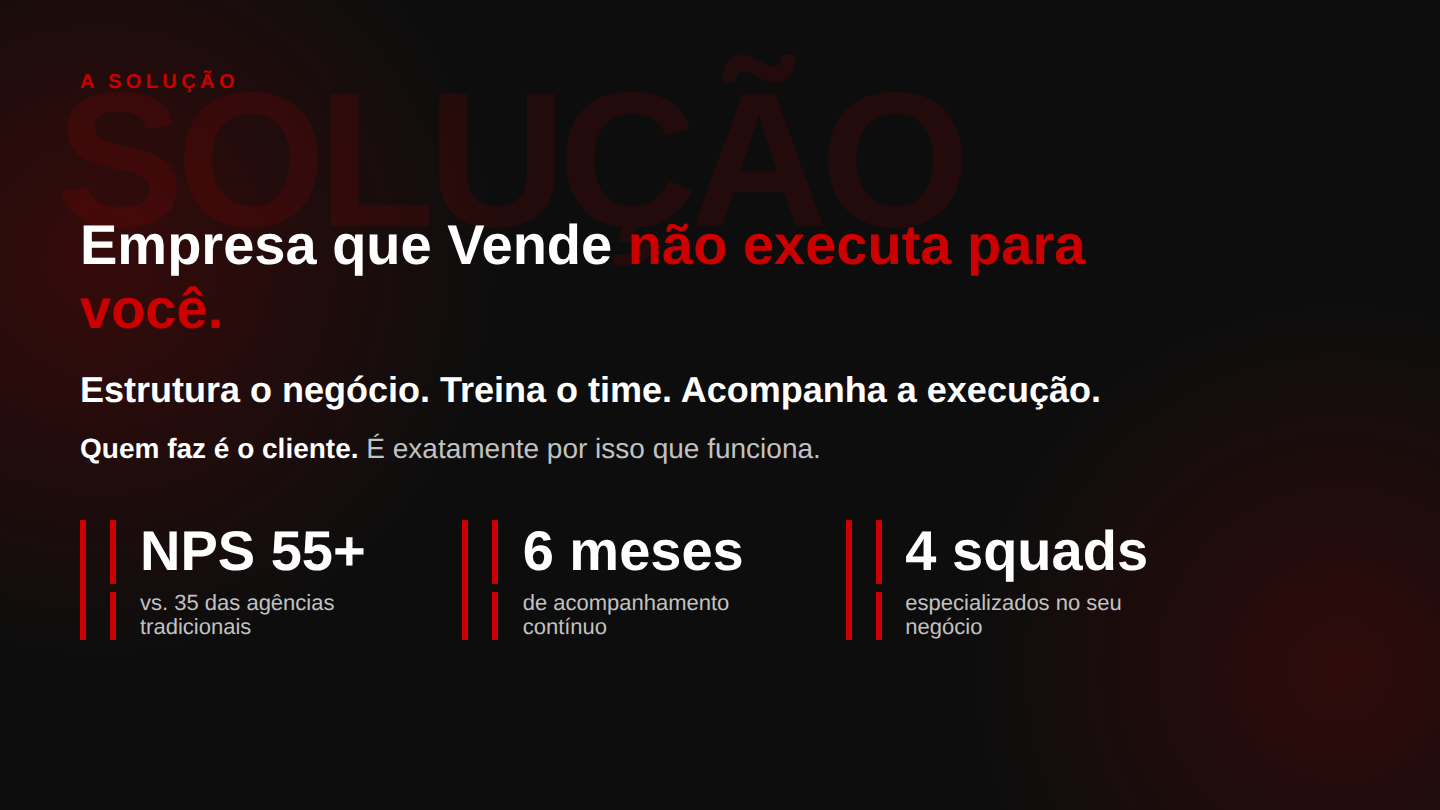 A SOLUÇÃO
SOLUÇÃO
Empresa que Vende não executa para
você.
Estrutura o negócio. Treina o time. Acompanha a execução.
Quem faz é o cliente. É exatamente por isso que funciona.
NPS 55+
vs. 35 das agências
tradicionais
6 meses
de acompanhamento
contínuo
4 squads
especializados no seu
negócio